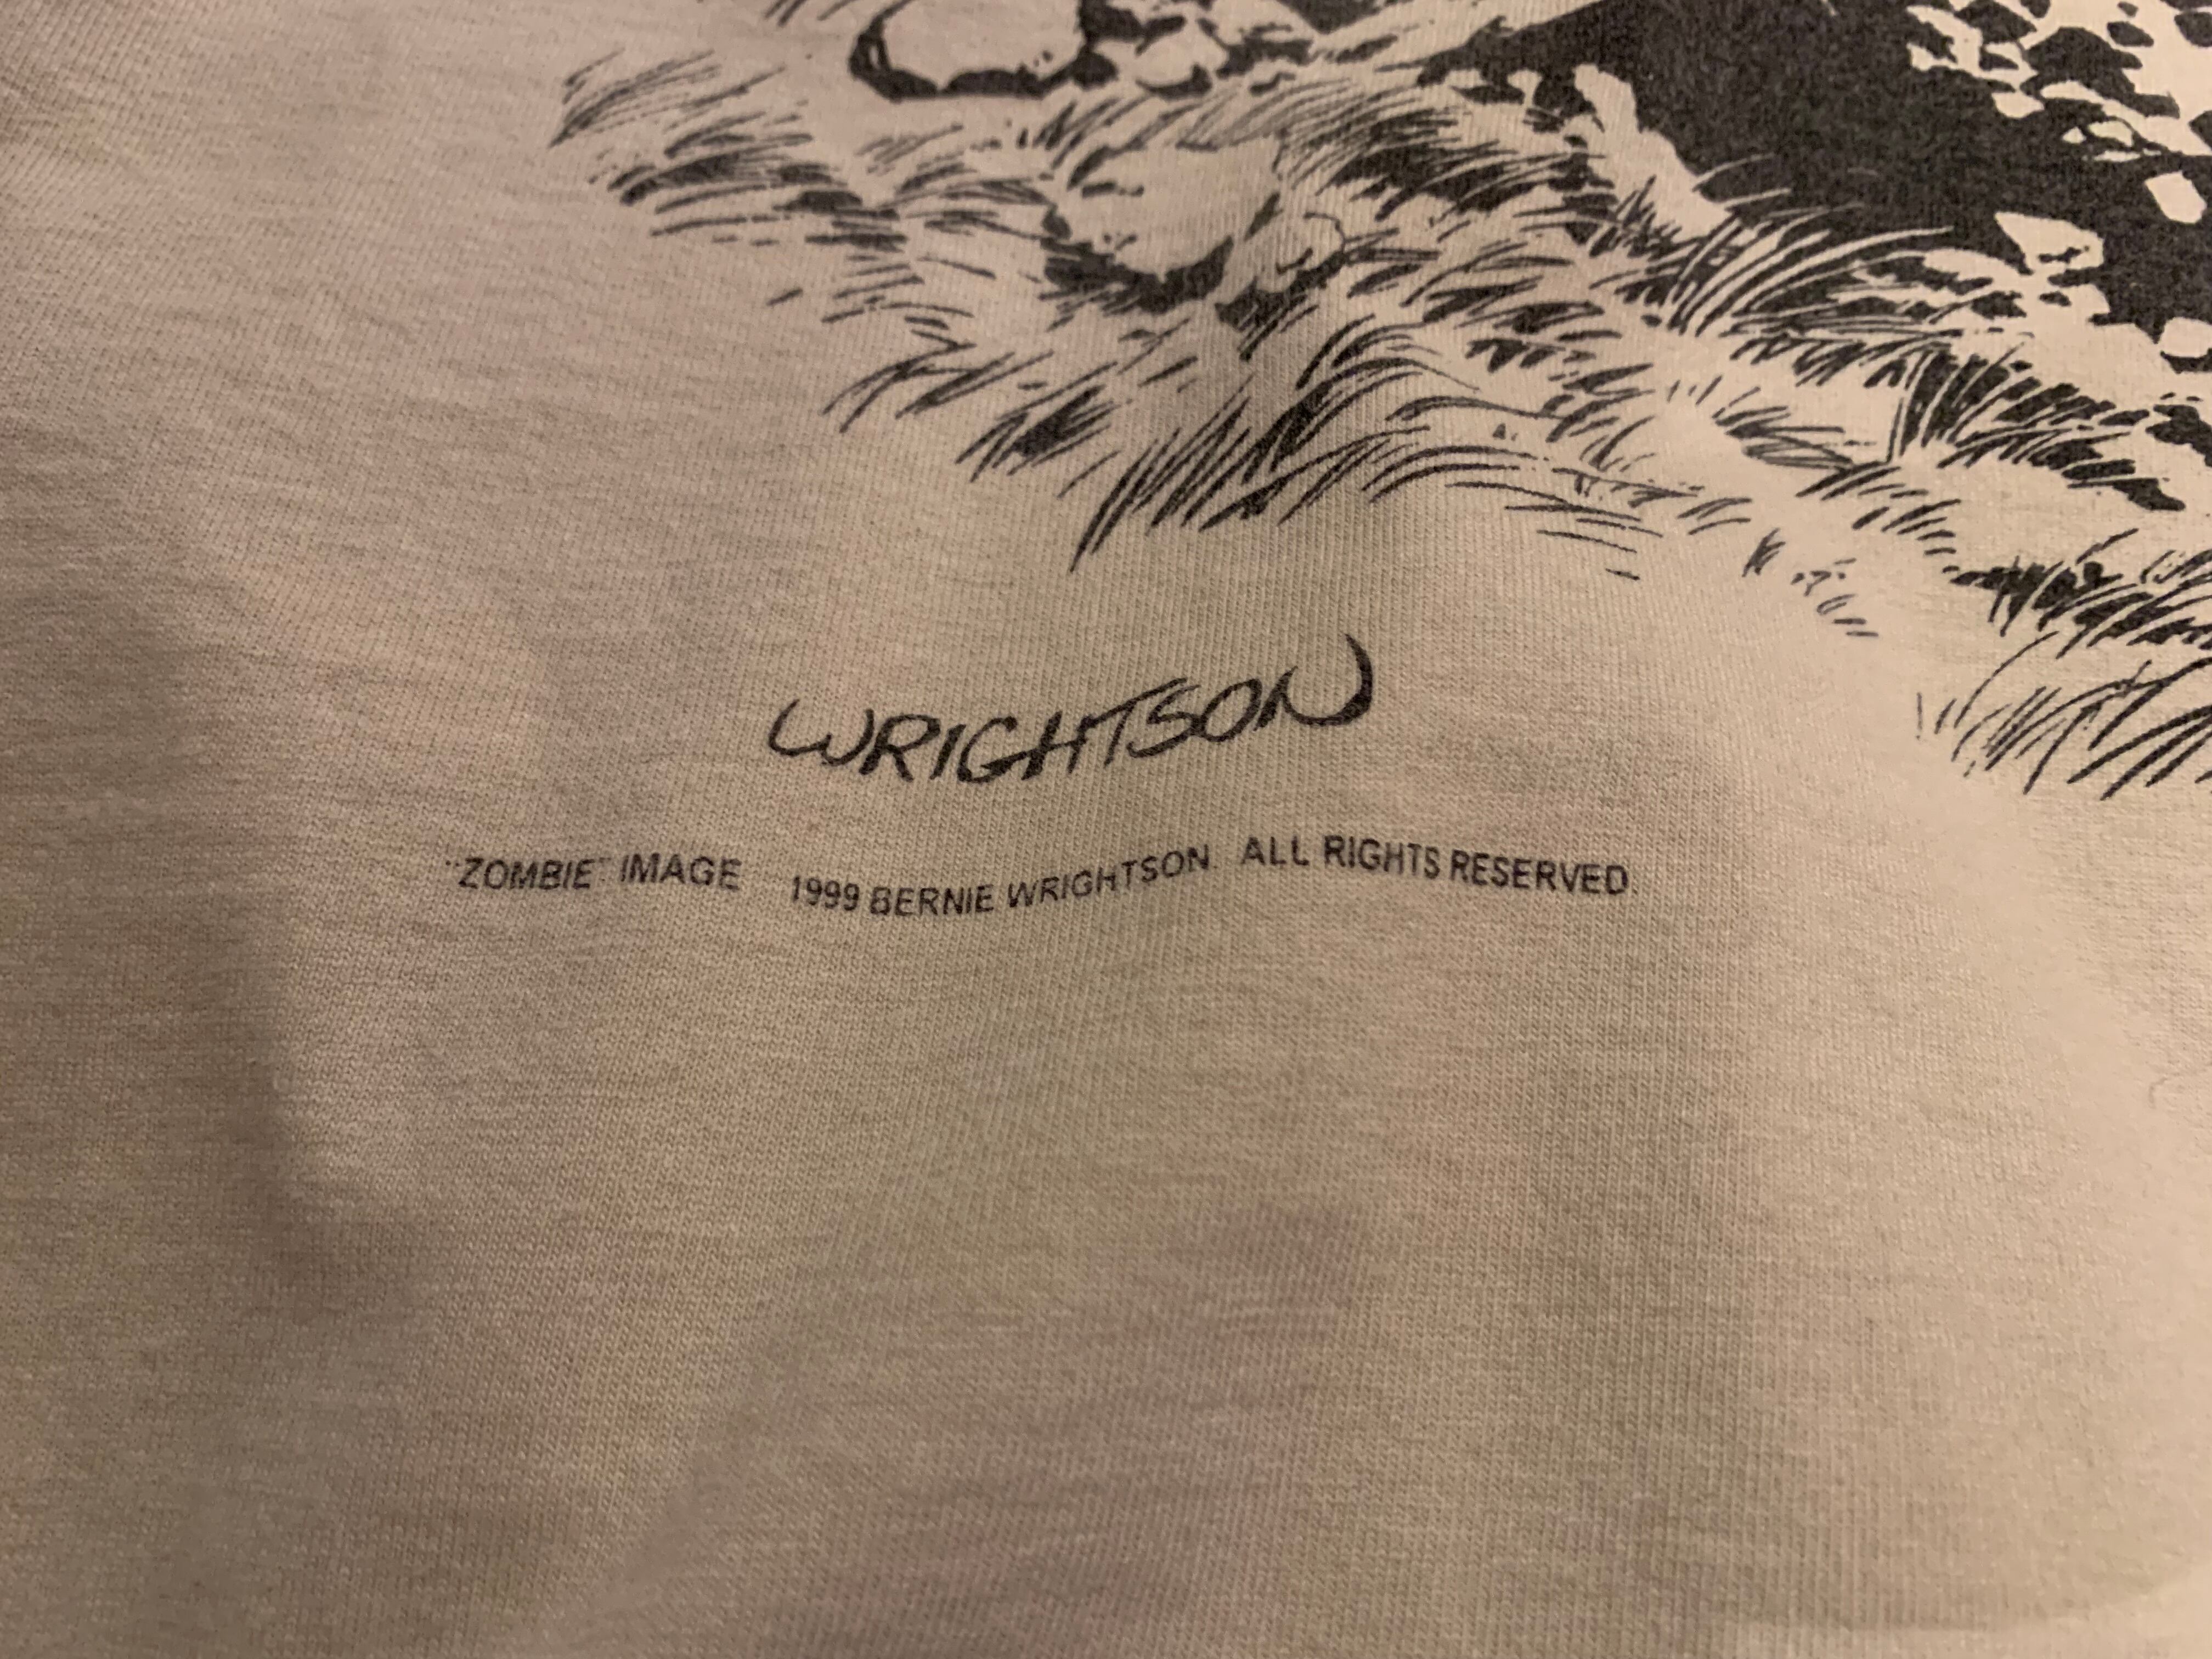 WRIGHTSON
"ZOMBIE" IMAGE 1999 BERNIE WRIGHTSON. ALL RIGHTS RESERVED.